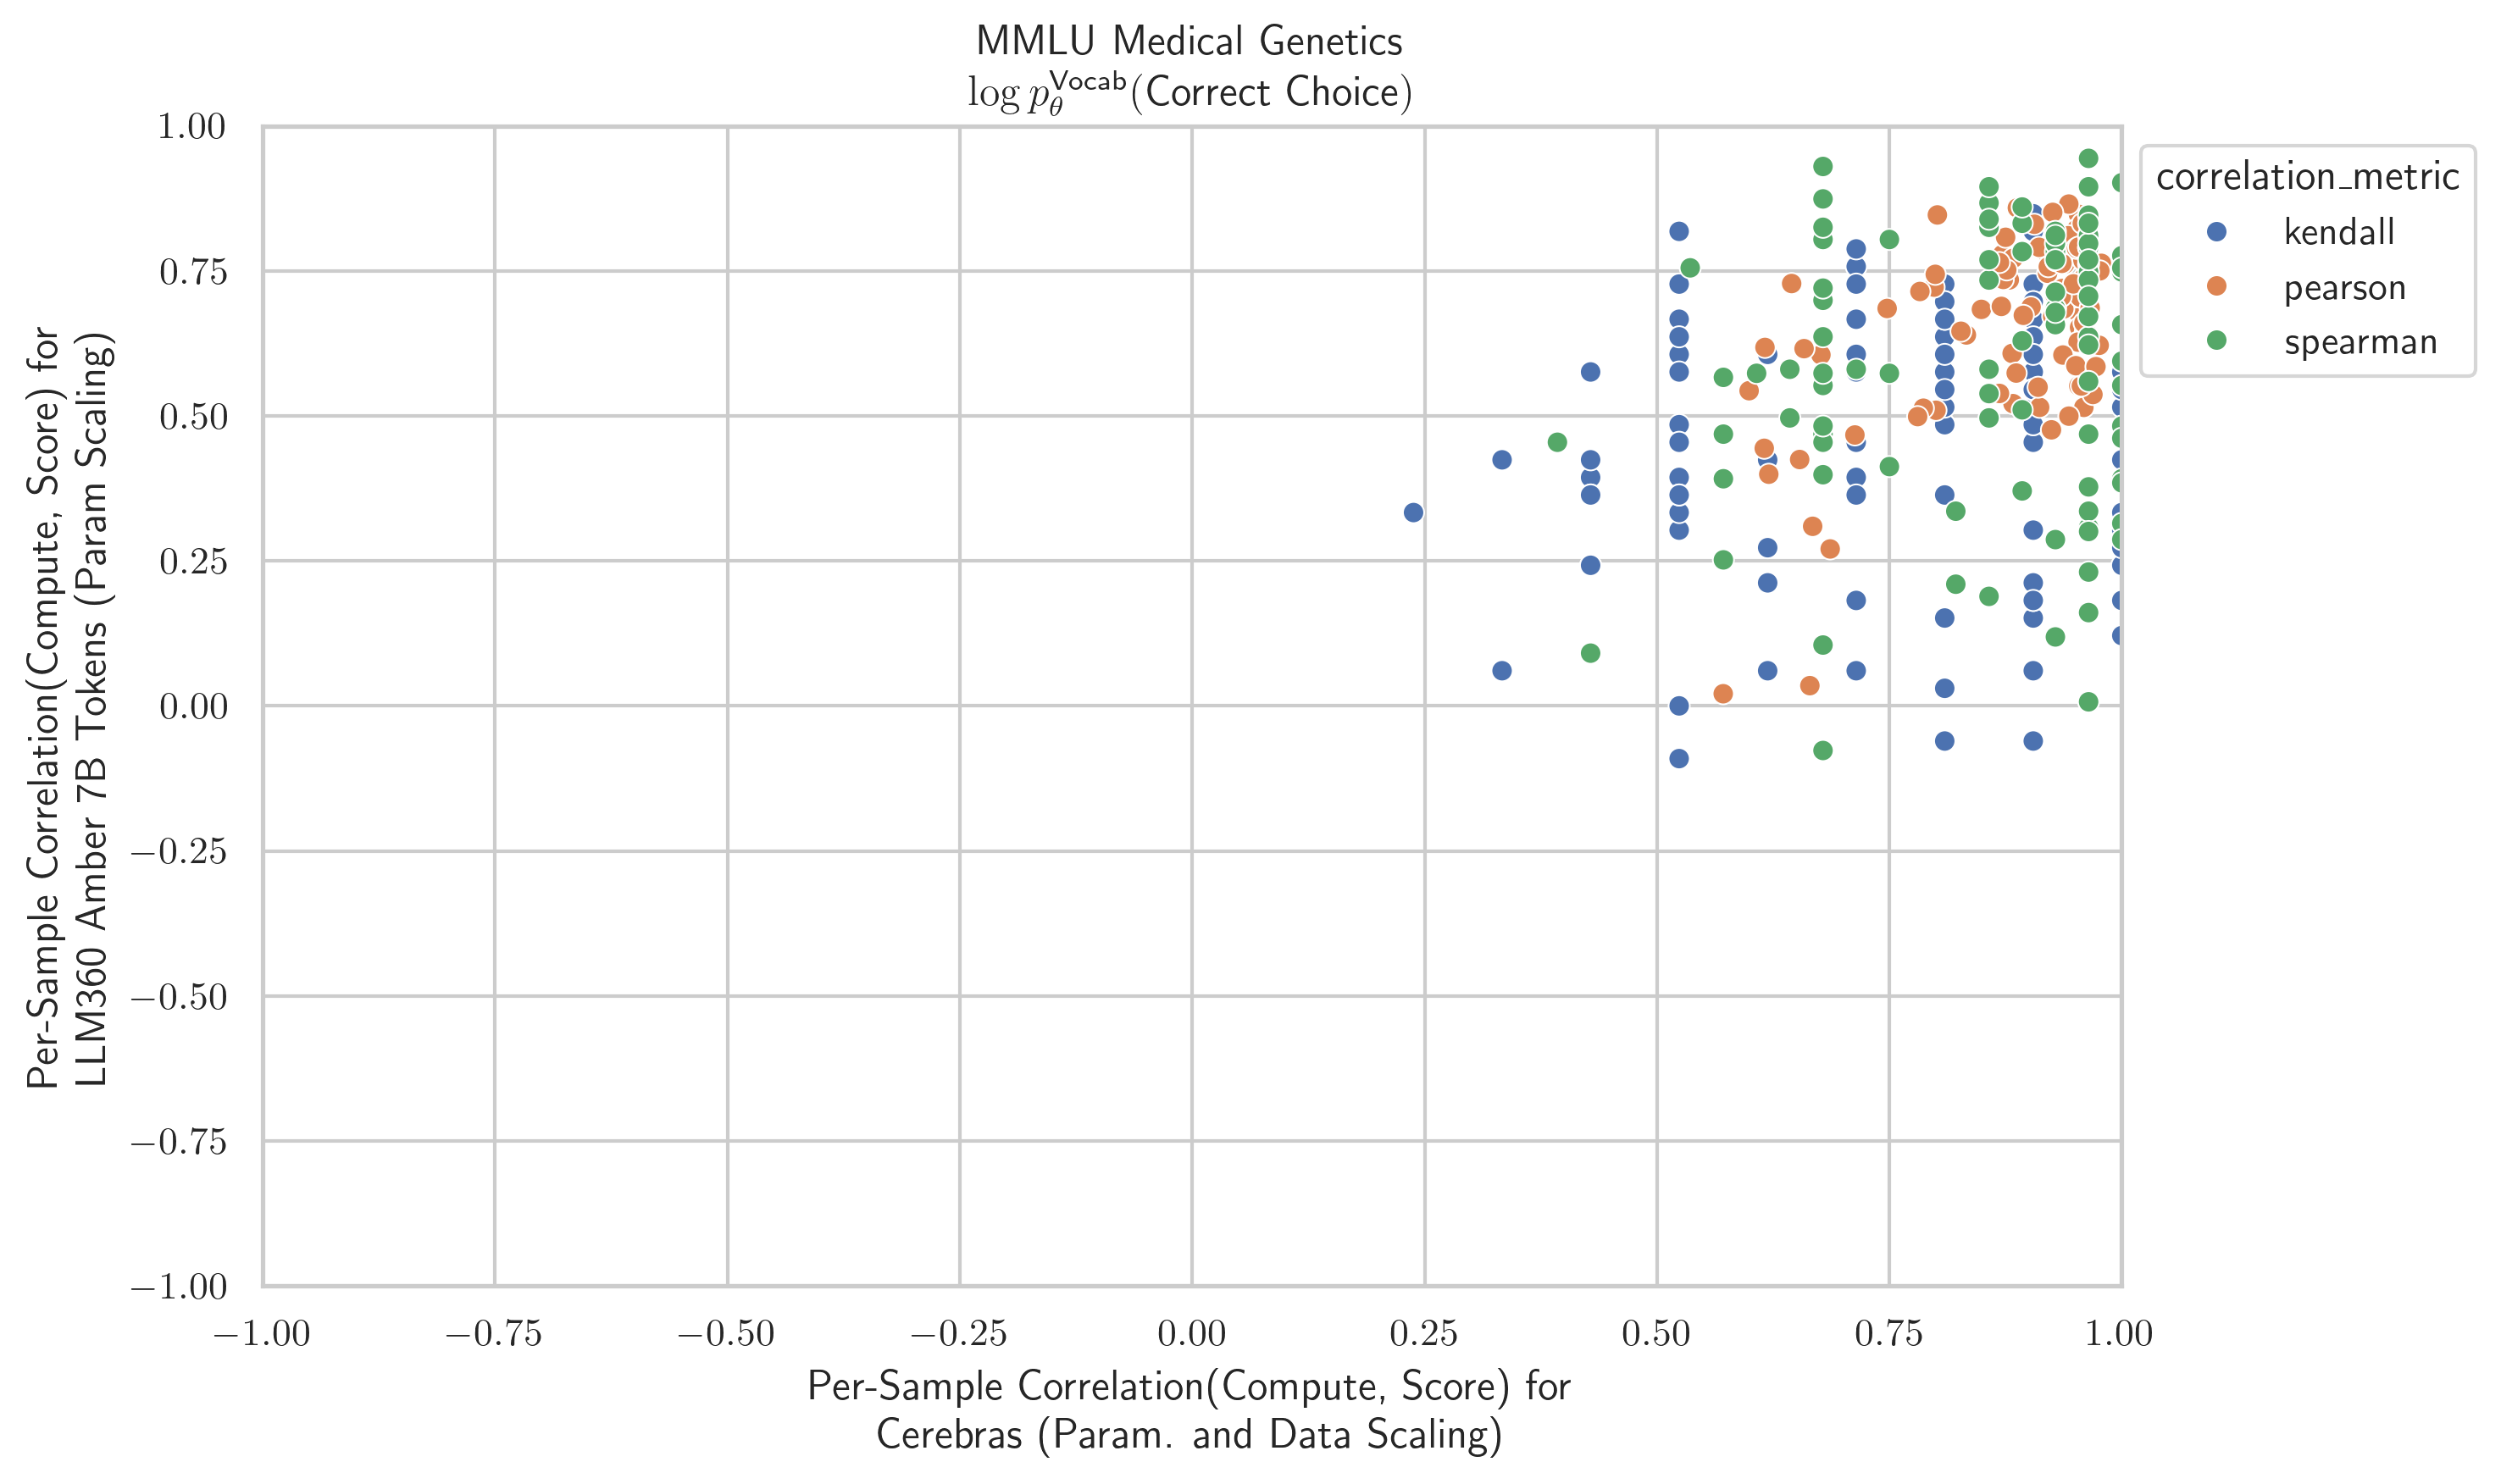 MMLU Medical Genetics
log p_θ^Vocab(Correct Choice)
Per-Sample Correlation(Compute, Score) for
LLM360 Amber 7B Tokens (Param Scaling)
1.00
0.75
0.50
0.25
0.00
−0.25
−0.50
−0.75
−1.00
correlation_metric
kendall
pearson
spearman
−1.00 −0.75 −0.50 −0.25 0.00 0.25 0.50 0.75 1.00
Per-Sample Correlation(Compute, Score) for
Cerebras (Param. and Data Scaling)